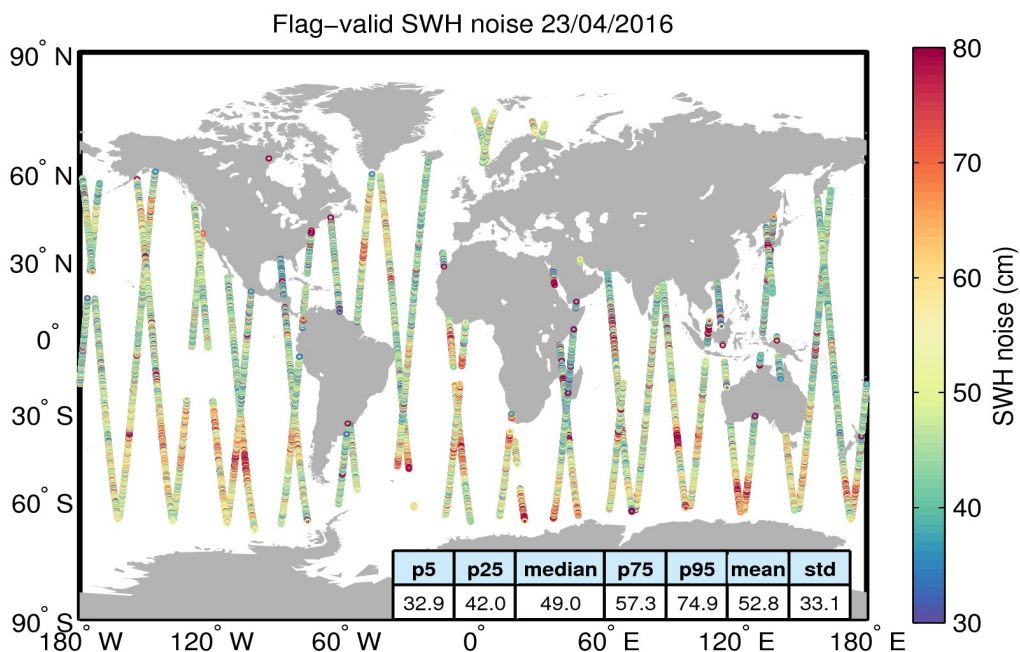 Flag−valid SWH noise 23/04/2016
90° N
60° N
30° N
0°
30° S
60° S
90° S
180° W 120° W 60° W 0° 60° E 120° E 180° E
p5 p25 median p75 p95 mean std
32.9 42.0 49.0 57.3 74.9 52.8 33.1
80
70
60
50
40
30
SWH noise (cm)